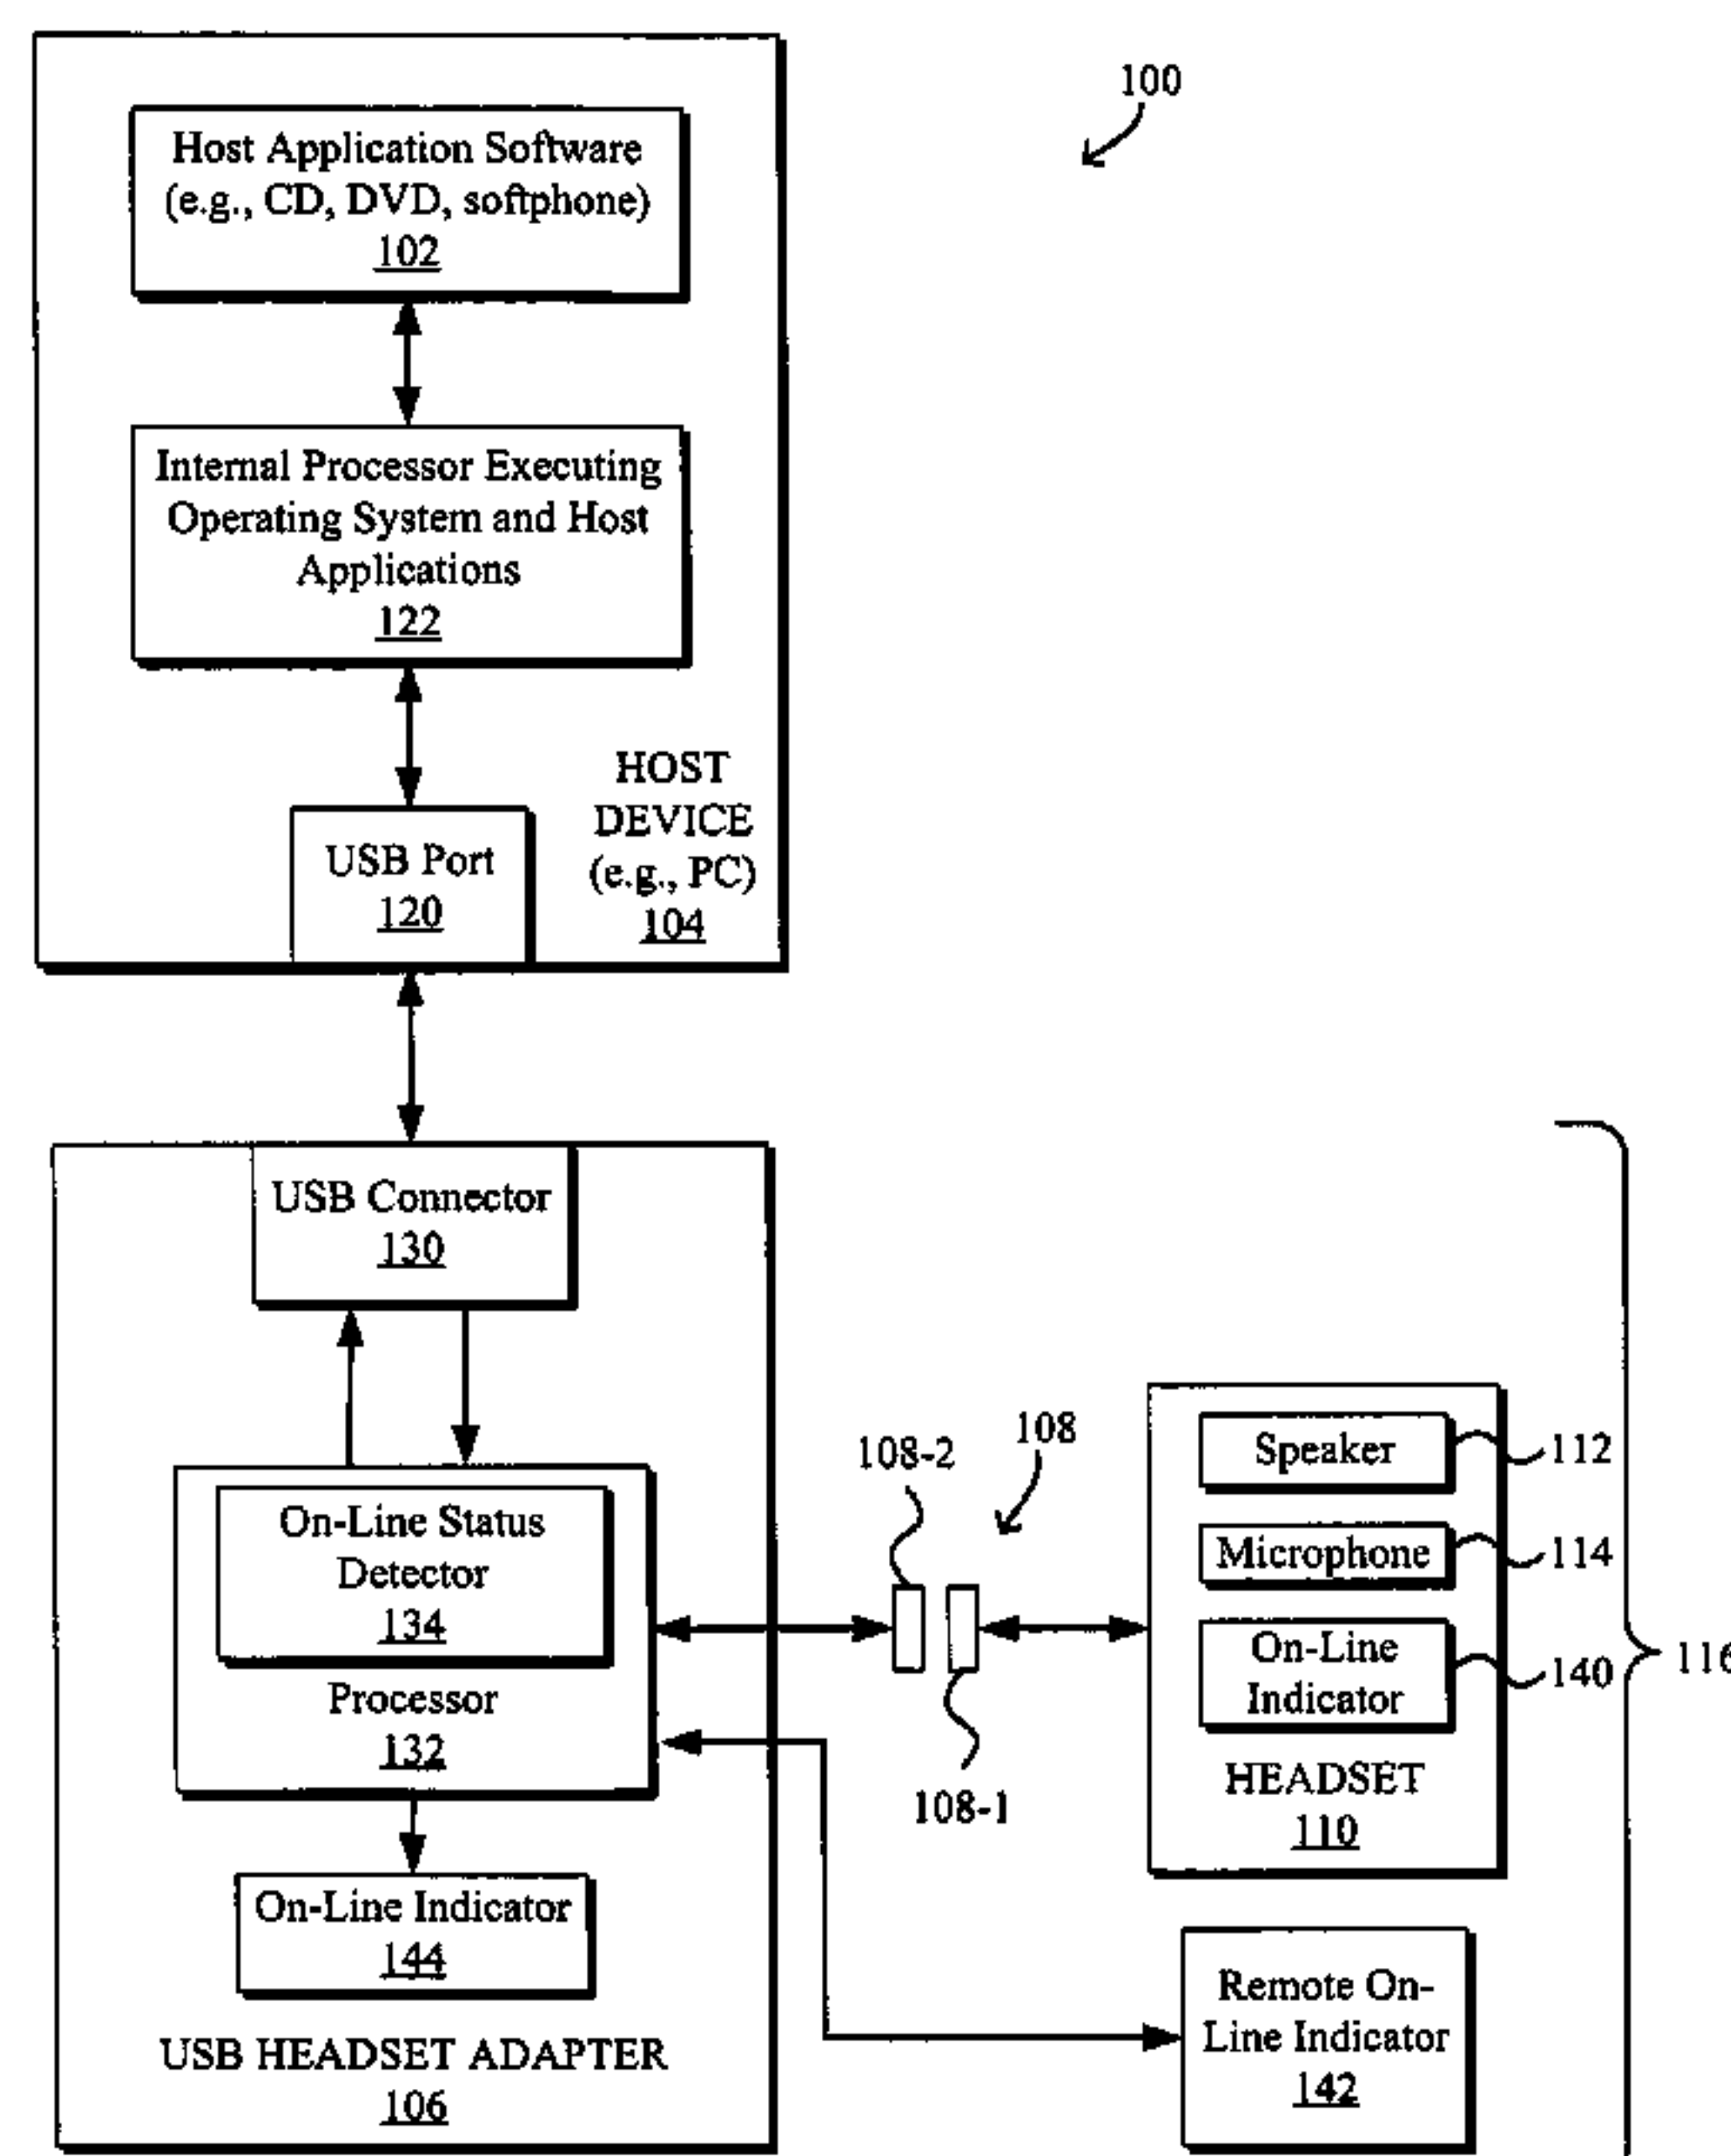 100
Host Application Software
(e.g., CD, DVD, softphone)
102
Internal Processor Executing
Operating System and Host
Applications
122
HOST
DEVICE
(e.g., PC)
104
USB Port
120
USB Connector
130
On-Line Status
Detector
134
Processor
132
On-Line Indicator
144
USB HEADSET ADAPTER
106
108-2
108
108-1
Speaker
112
Microphone
114
On-Line
Indicator
140
HEADSET
110
116
Remote On-
Line Indicator
142